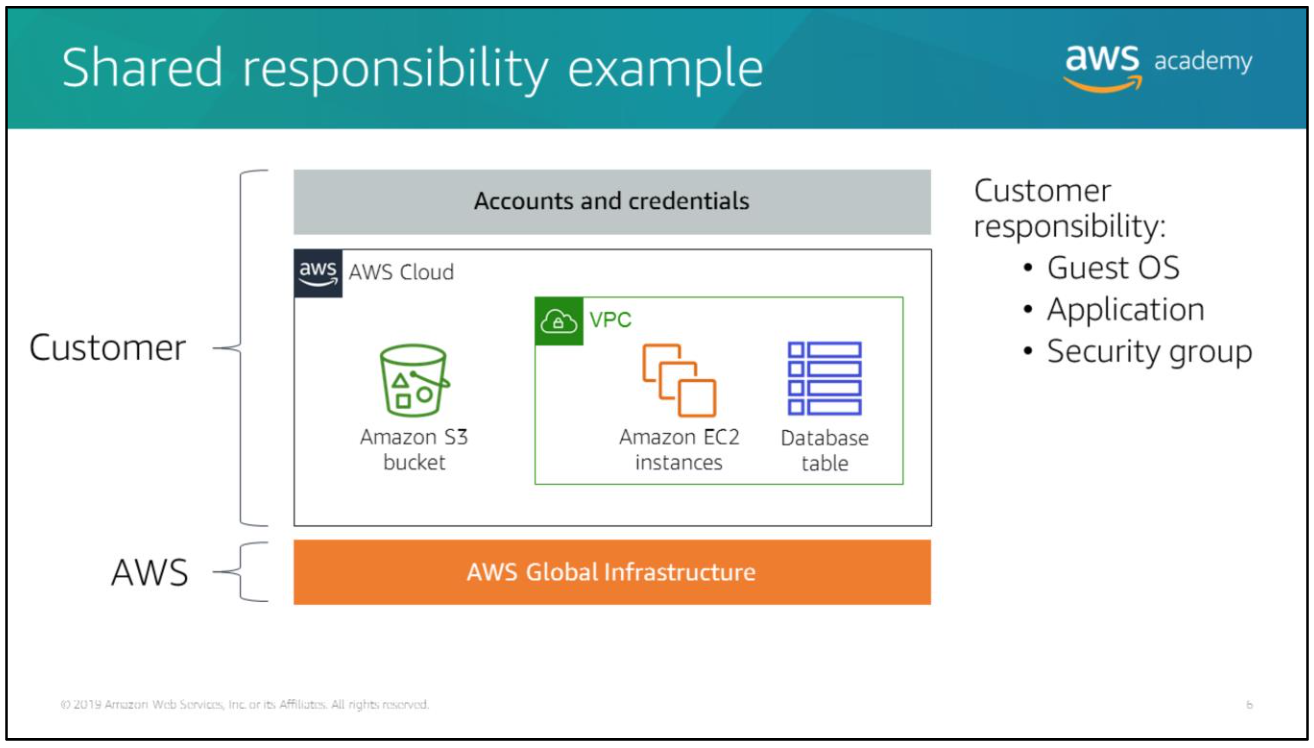 Shared responsibility example
aws academy
Customer
Accounts and credentials
aws AWS Cloud
VPC
Amazon S3
bucket
Amazon EC2
instances
Database
table
AWS
AWS Global Infrastructure
Customer
responsibility:
• Guest OS
• Application
• Security group
© 2019 Amazon Web Services, Inc. or its Affiliates. All rights reserved.